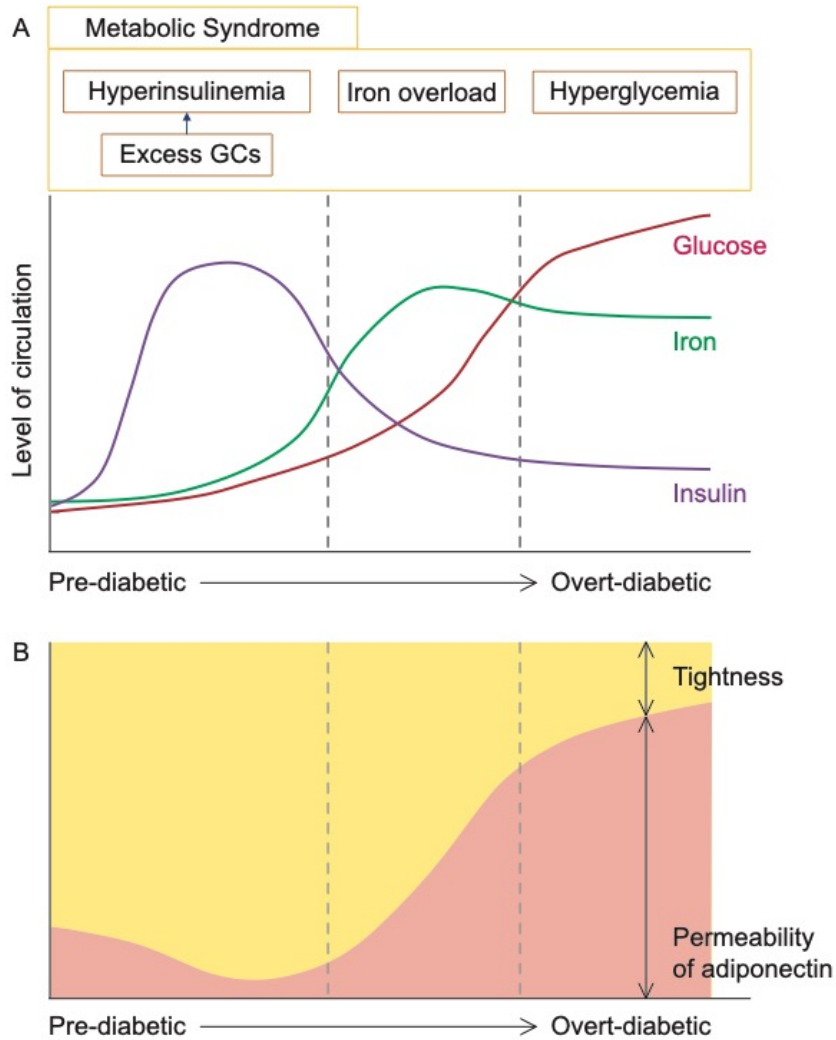 A
Metabolic Syndrome
Hyperinsulinemia
Iron overload
Hyperglycemia
Excess GCs
Level of circulation
Glucose
Iron
Insulin
Pre-diabetic
Overt-diabetic
B
Tightness
Permeability
of adiponectin
Pre-diabetic
Overt-diabetic